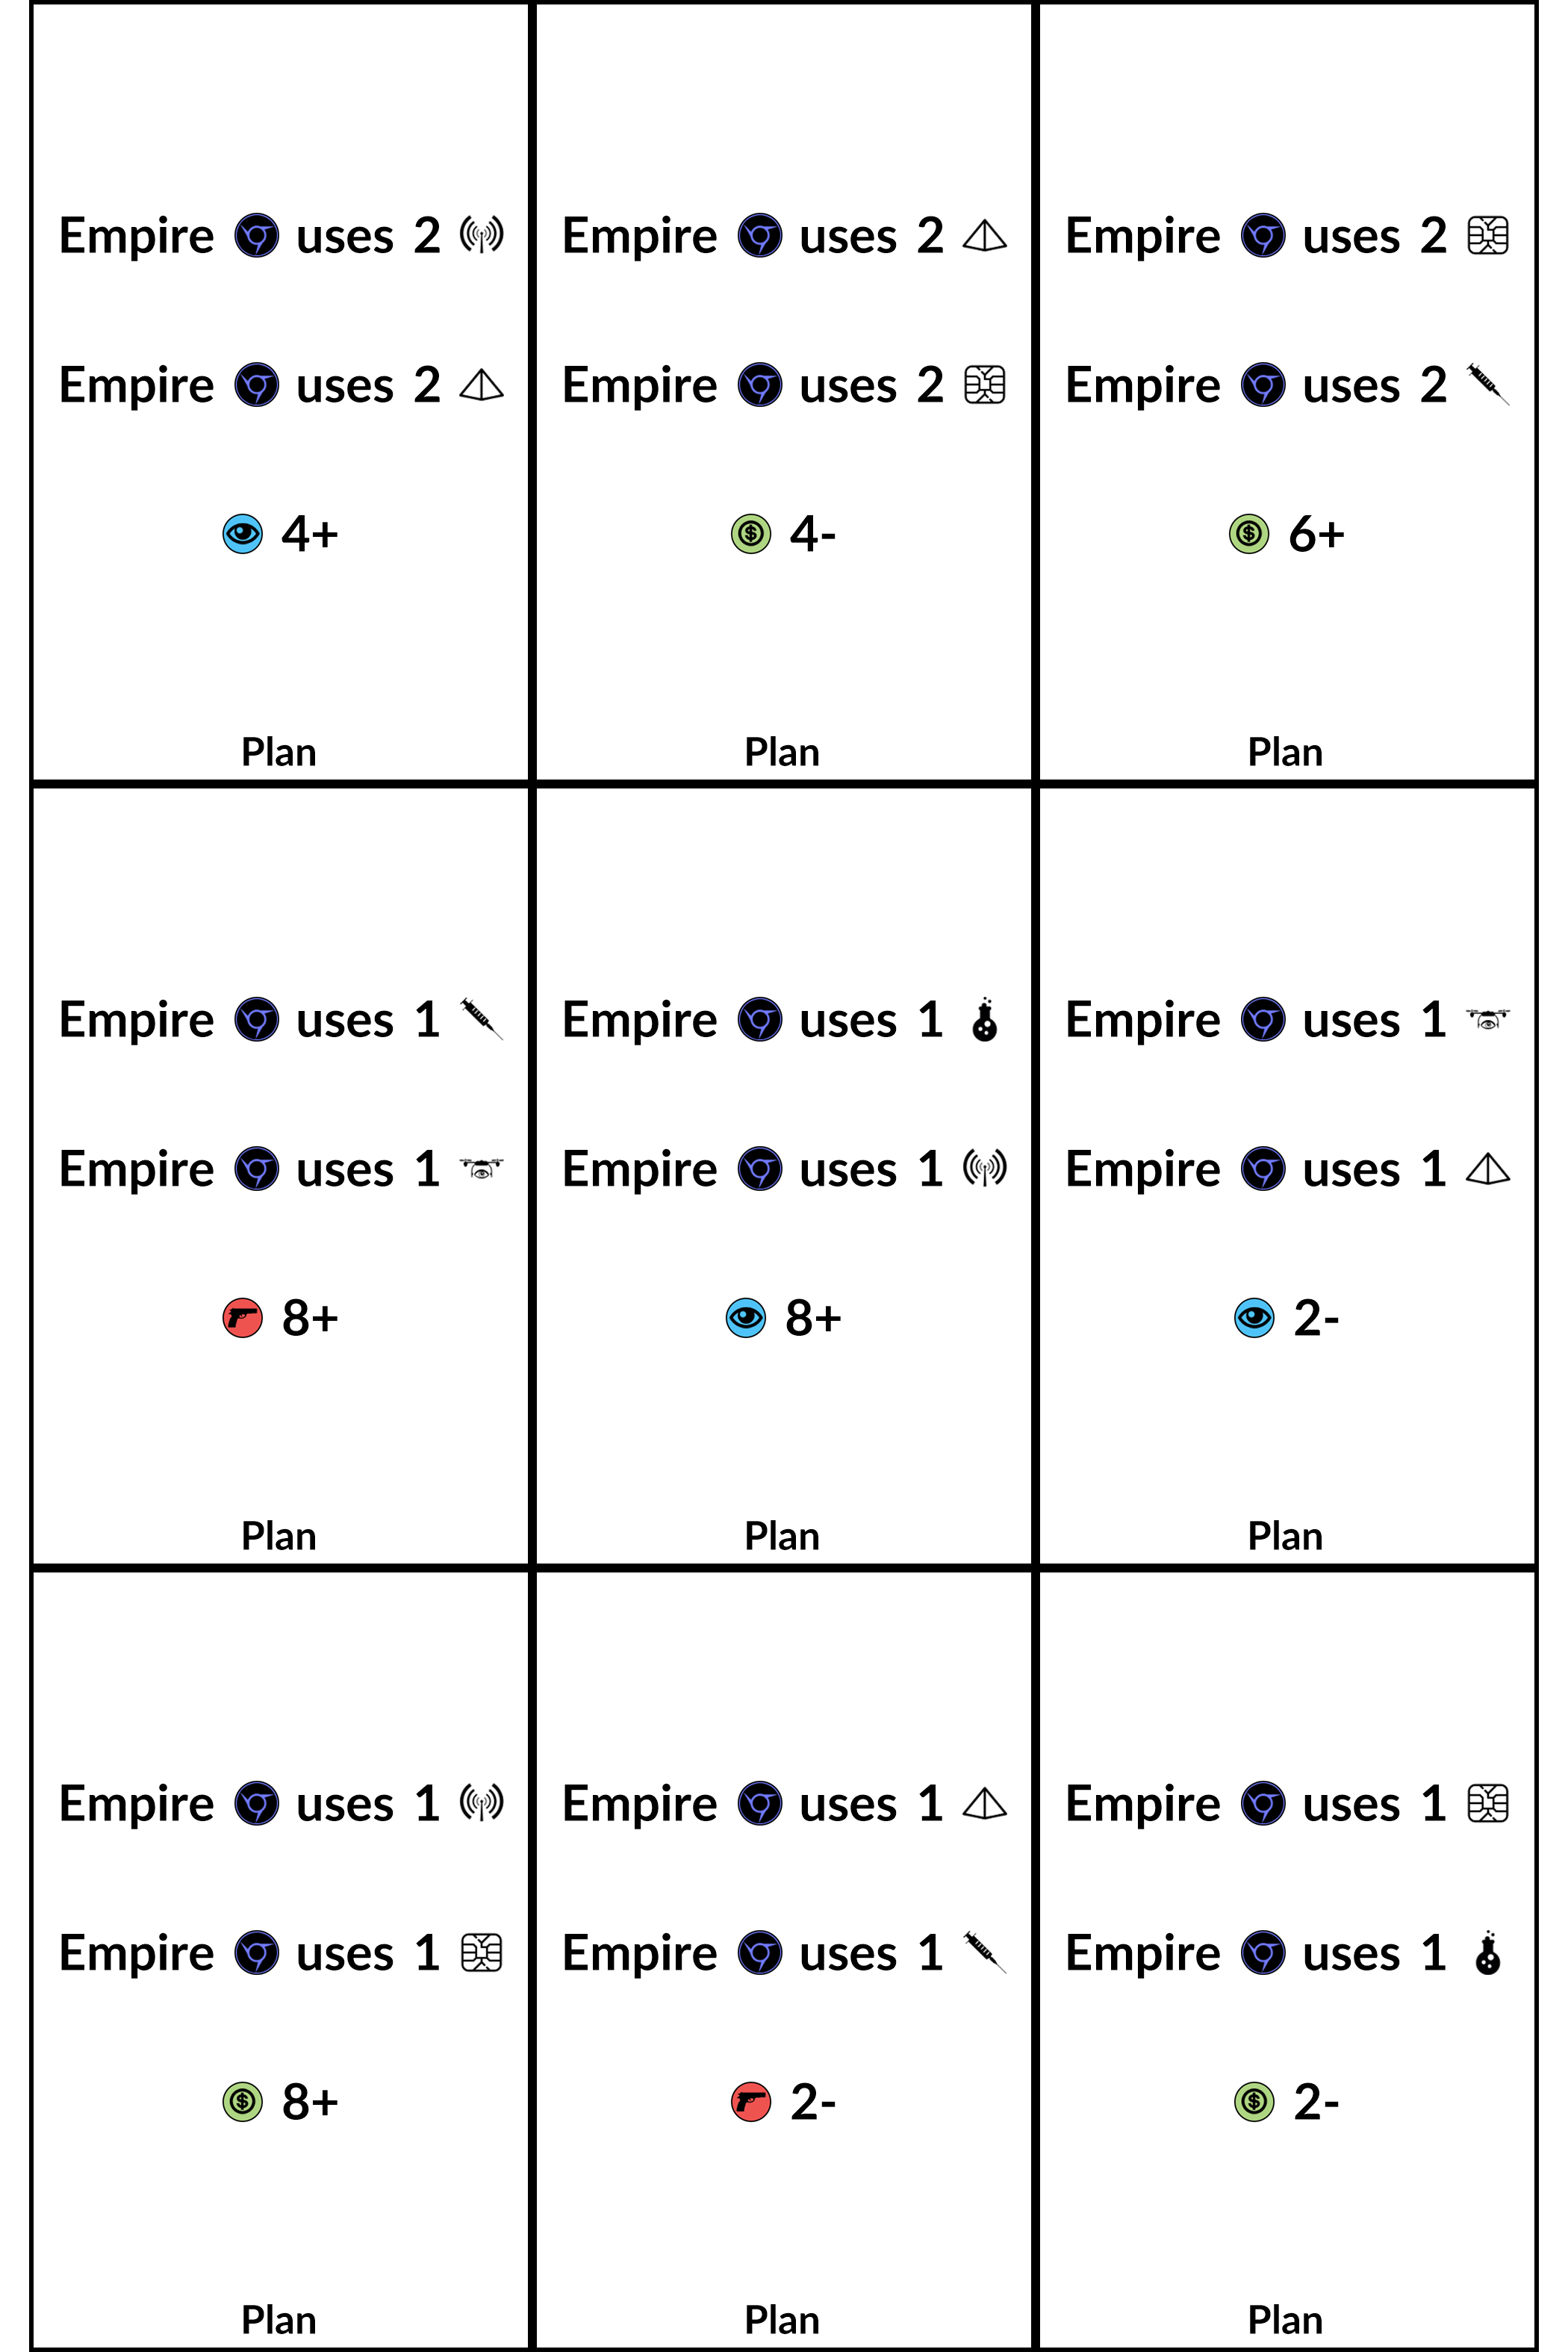 Empire uses 2
Empire uses 2
4+
Plan
Empire uses 2
Empire uses 2
4-
Plan
Empire uses 2
Empire uses 2
6+
Plan
Empire uses 1
Empire uses 1
8+
Plan
Empire uses 1
Empire uses 1
8+
Plan
Empire uses 1
Empire uses 1
2-
Plan
Empire uses 1
Empire uses 1
8+
Plan
Empire uses 1
Empire uses 1
2-
Plan
Empire uses 1
Empire uses 1
2-
Plan